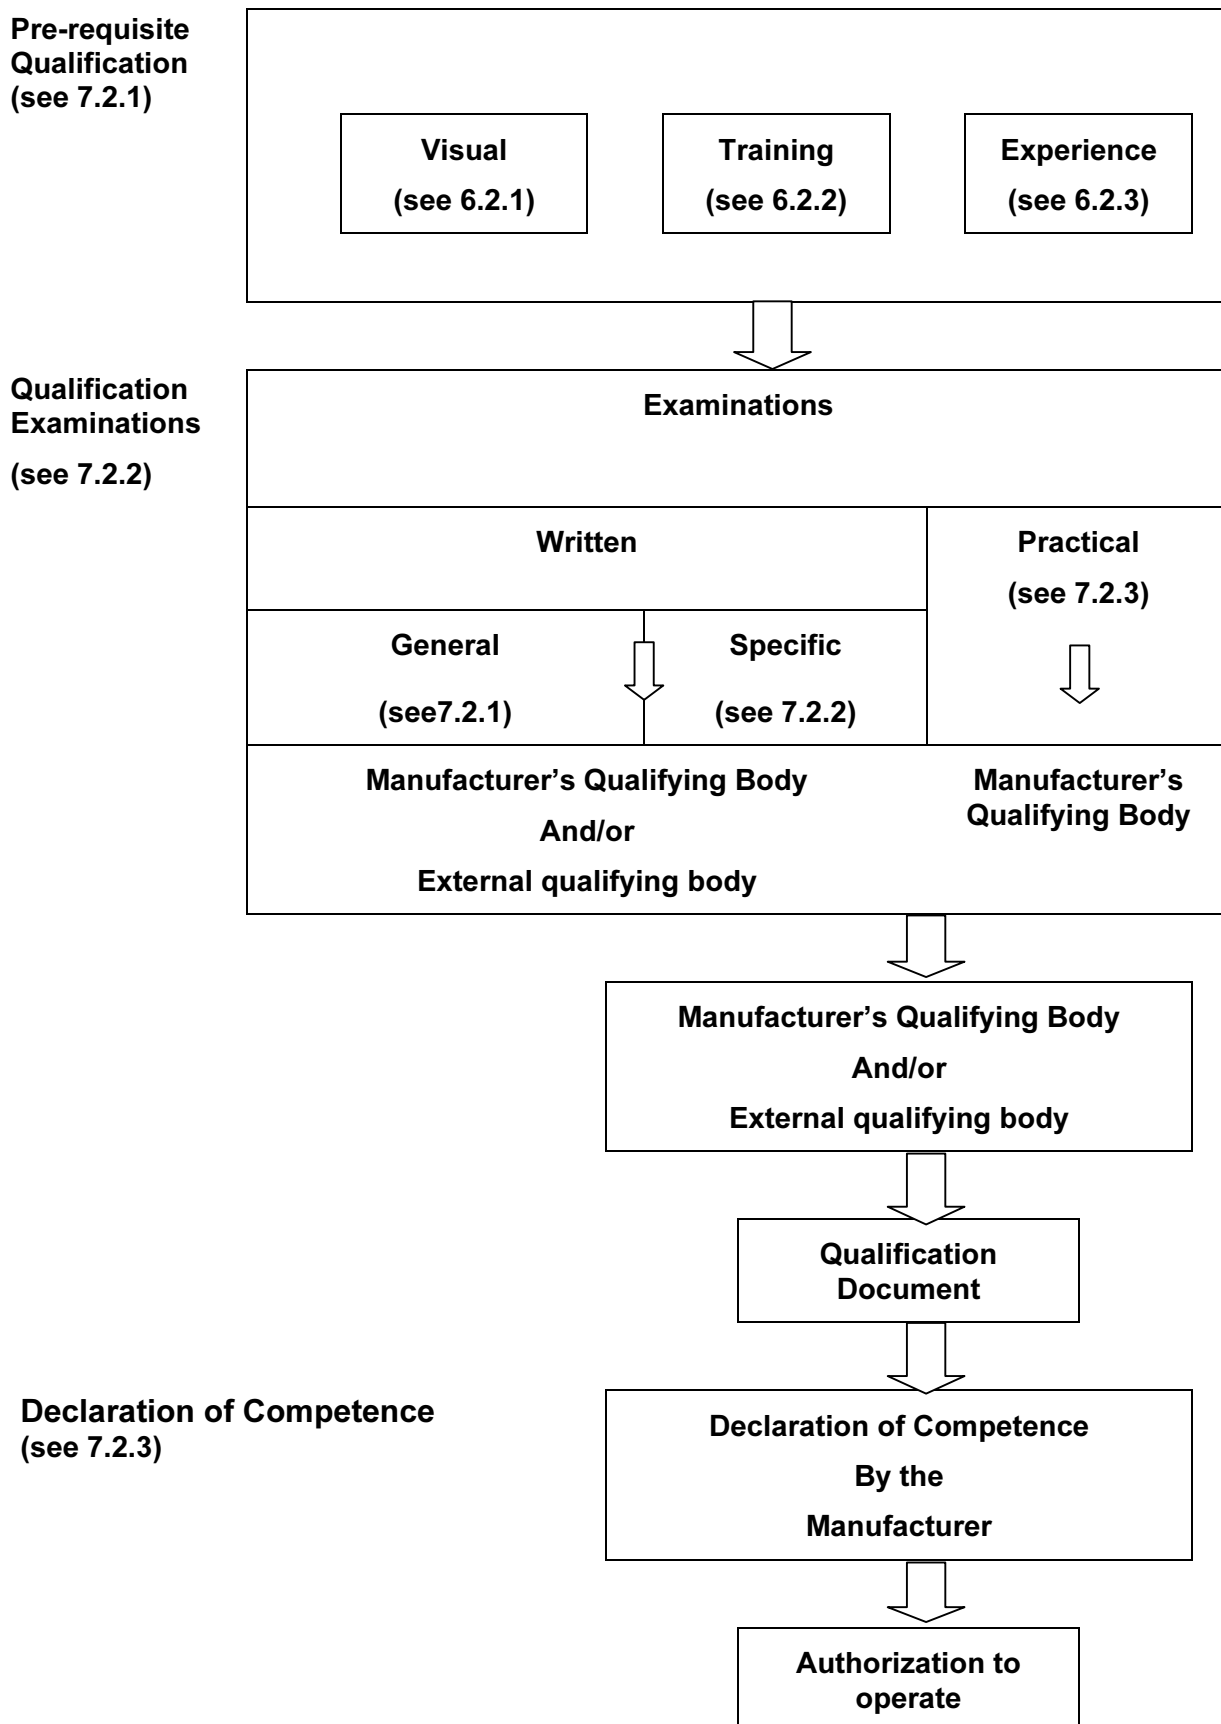 Pre-requisite
Qualification
(see 7.2.1)
Visual
(see 6.2.1)
Training
(see 6.2.2)
Experience
(see 6.2.3)
Qualification
Examinations
(see 7.2.2)
Examinations
Written
Practical
(see 7.2.3)
General
(see7.2.1)
Specific
(see 7.2.2)
Manufacturer’s Qualifying Body
And/or
External qualifying body
Manufacturer’s
Qualifying Body
Manufacturer’s Qualifying Body
And/or
External qualifying body
Qualification
Document
Declaration of Competence
(see 7.2.3)
Declaration of Competence
By the
Manufacturer
Authorization to
operate